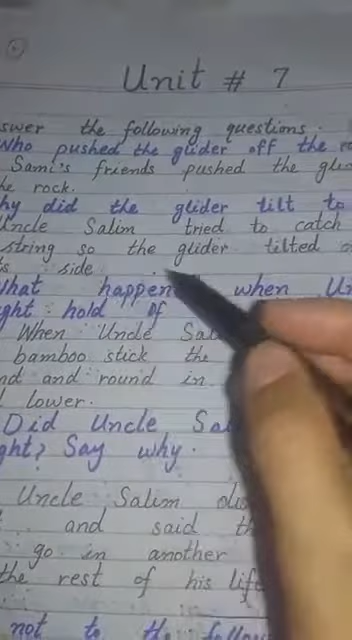 Unit # 7
swer the following questions.
Who pushed the glider off the
Sami's friends pushed the
he rock.
hy did the glider tilt to
Uncle Salim tried to catch
string so the glider tilted
ts side
What happen when Un
ght hold of
When Uncle Sal
bamboo stick the
nd and round in
lower.
Did Uncle Sa
ght? Say why.
Uncle Salim
and said th
go in another
the rest of his life
not to the